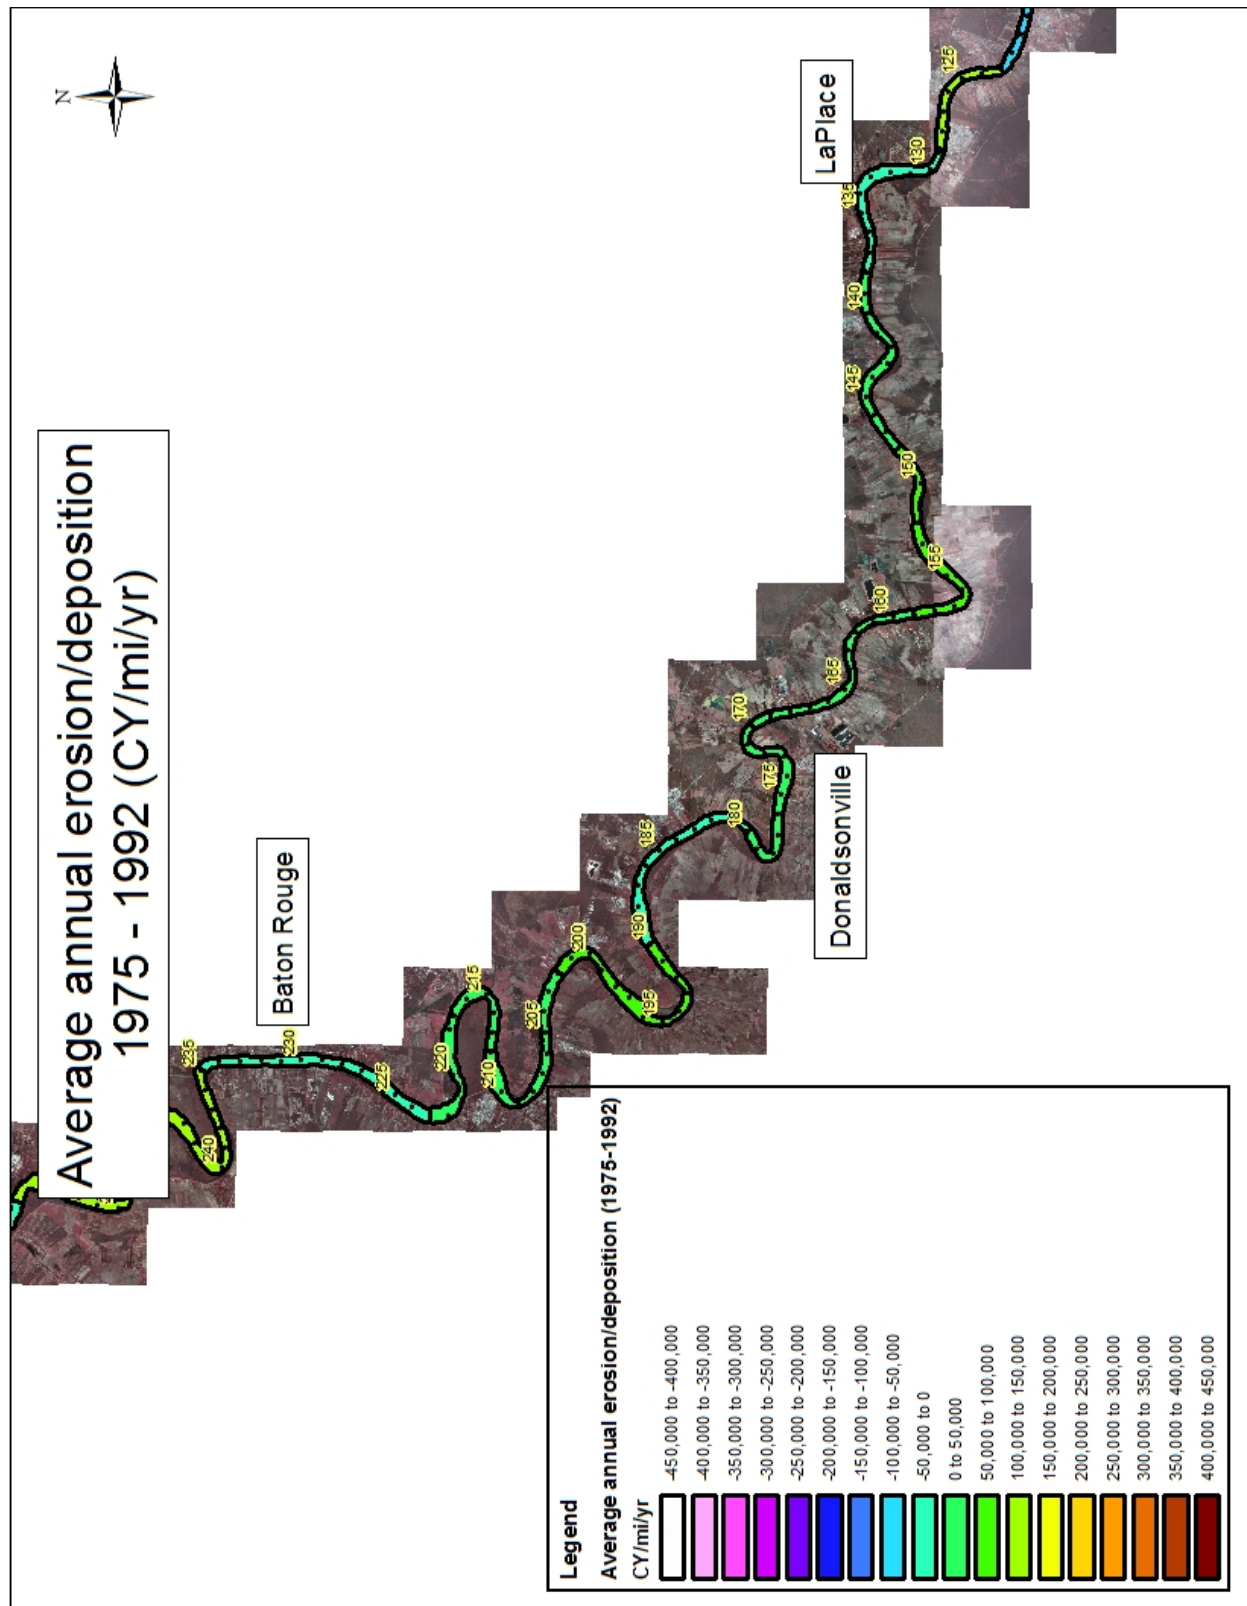 Average annual erosion/deposition
1975 - 1992 (CY/mi/yr)
N
240
235
230
Baton Rouge
225
220
215
210
205
200
195
190
185
180
175
170
165
160
155
150
145
140
135
130
125
Donaldsonville
LaPlace
Legend
Average annual erosion/deposition (1975-1992)
CY/mi/yr
-450,000 to -400,000
-400,000 to -350,000
-350,000 to -300,000
-300,000 to -250,000
-250,000 to -200,000
-200,000 to -150,000
-150,000 to -100,000
-100,000 to -50,000
-50,000 to 0
0 to 50,000
50,000 to 100,000
100,000 to 150,000
150,000 to 200,000
200,000 to 250,000
250,000 to 300,000
300,000 to 350,000
350,000 to 400,000
400,000 to 450,000